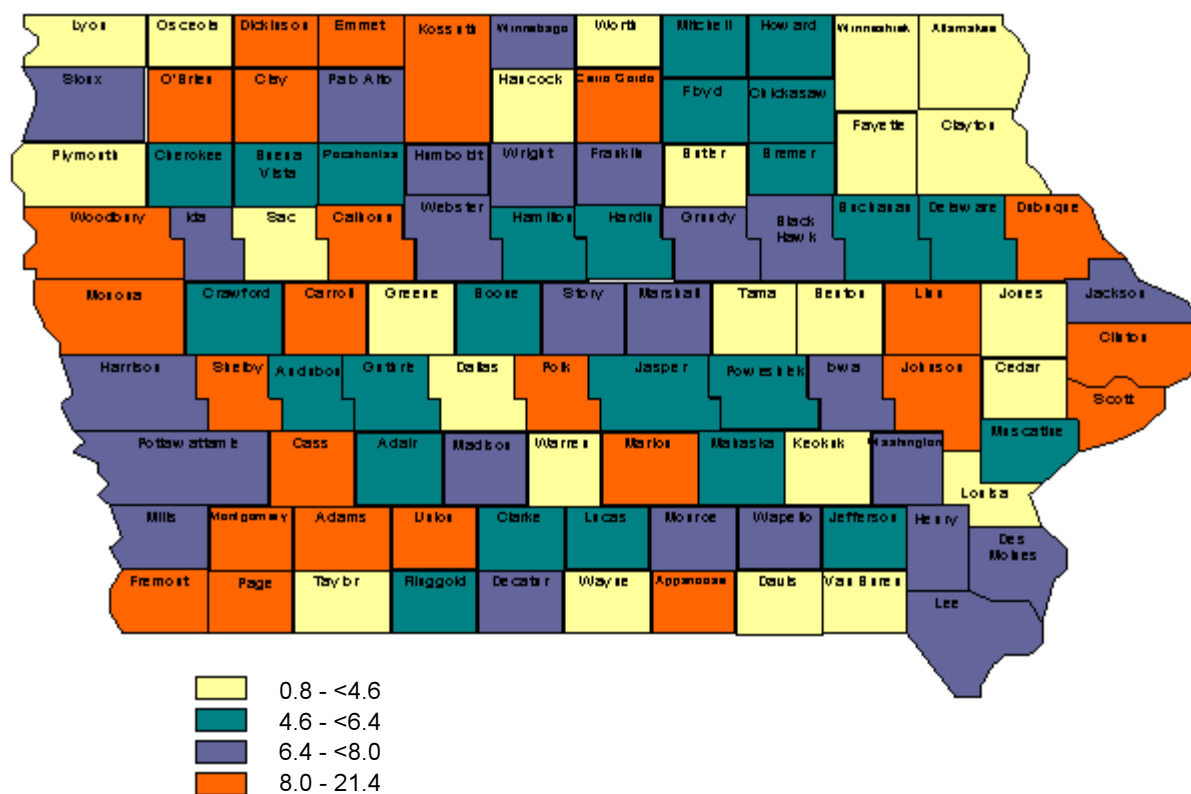 Lyon
Osceola
Dickinson
Emmet
Kossuth
Winnebago
Worth
Mitchell
Howard
Winneshiek
Allamakee
Sioux
O'Brien
Clay
Palo Alto
Hancock
Cerro Gordo
Floyd
Chickasaw
Fayette
Clayton
Plymouth
Cherokee
Buena
Vista
Pocahontas
Humboldt
Wright
Franklin
Butler
Bremer
Woodbury
Ida
Sac
Calhoun
Webster
Hamilton
Hardin
Grundy
Black
Hawk
Buchanan
Delaware
Dubuque
Monona
Crawford
Carroll
Greene
Boone
Story
Marshall
Tama
Benton
Linn
Jones
Jackson
Clinton
Harrison
Shelby
Audubon
Guthrie
Dallas
Polk
Jasper
Poweshiek
Iowa
Johnson
Cedar
Scott
Muscatine
Pottawattamie
Cass
Adair
Madison
Warren
Marion
Mahaska
Keokuk
Washington
Louisa
Mills
Montgomery
Adams
Union
Clarke
Lucas
Monroe
Wapello
Jefferson
Henry
Des
Moines
Fremont
Page
Taylor
Ringgold
Decatur
Wayne
Appanoose
Davis
Van Buren
Lee
0.8 - <4.6
4.6 - <6.4
6.4 - <8.0
8.0 - 21.4